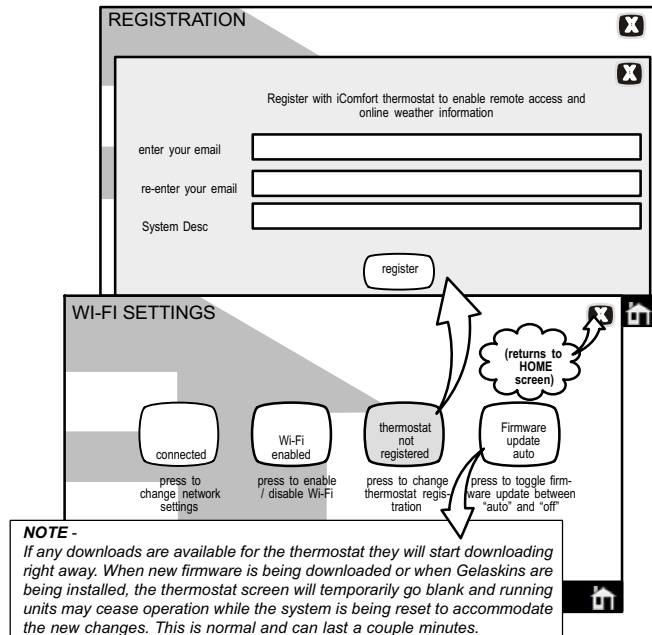 REGISTRATION
X
X
Register with iComfort thermostat to enable remote access and
online weather information
enter your email
re-enter your email
System Desc
register
WI-FI SETTINGS
X
(returns to
HOME
screen)
connected
Wi-Fi
enabled
thermostat
not
registered
Firmware
update
auto
press to
change network
settings
press to enable
/ disable Wi-Fi
press to change
thermostat regis-
tration
press to toggle firm-
ware update between
“auto” and “off”
NOTE -
If any downloads are available for the thermostat they will start downloading
right away. When new firmware is being downloaded or when Gelaskins are
being installed, the thermostat screen will temporarily go blank and running
units may cease operation while the system is being reset to accommodate
the new changes. This is normal and can last a couple minutes.